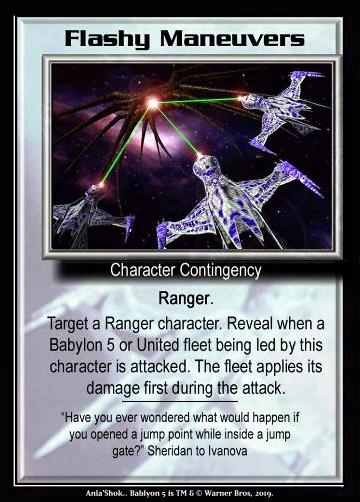 Flashy Maneuvers
Character Contingency
Ranger.
Target a Ranger character. Reveal when a
Babylon 5 or United fleet being led by this
character is attacked. The fleet applies its
damage first during the attack.
“Have you ever wondered what would happen if
you opened a jump point while inside a jump
gate?” Sheridan to Ivanova
Anla'Shok.. Bablyon 5 is TM & © Warner Bros, 2019.